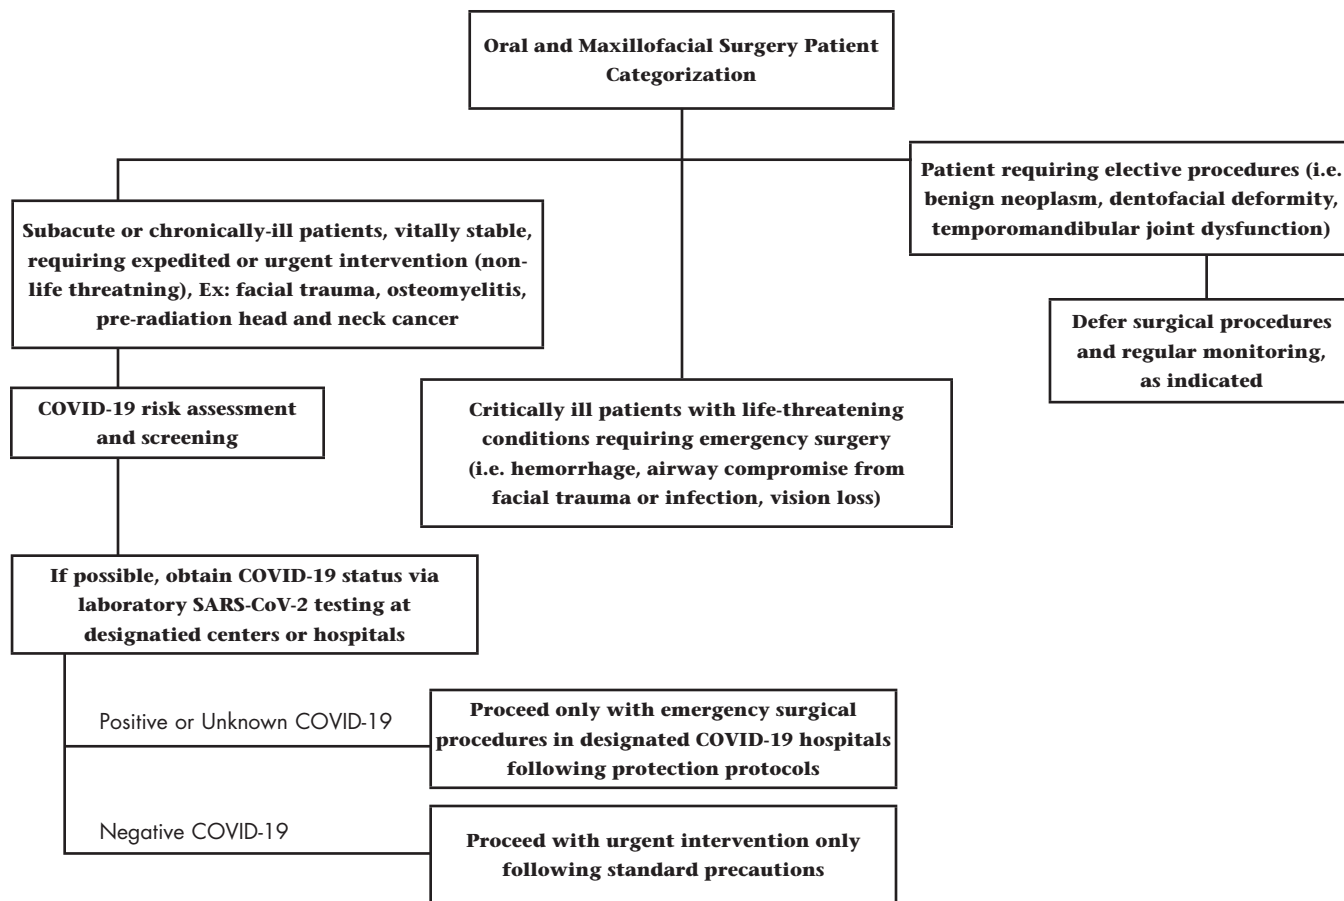 Oral and Maxillofacial Surgery Patient
Categorization
Patient requiring elective procedures (i.e.
benign neoplasm, dentofacial deformity,
temporomandibular joint dysfunction)
Subacute or chronically-ill patients, vitally stable,
requiring expedited or urgent intervention (non-
life threatning), Ex: facial trauma, osteomyelitis,
pre-radiation head and neck cancer
Defer surgical procedures
and regular monitoring,
as indicated
COVID-19 risk assessment
and screening
Critically ill patients with life-threatening
conditions requiring emergency surgery
(i.e. hemorrhage, airway compromise from
facial trauma or infection, vision loss)
If possible, obtain COVID-19 status via
laboratory SARS-CoV-2 testing at
designatied centers or hospitals
Positive or Unknown COVID-19
Proceed only with emergency surgical
procedures in designated COVID-19 hospitals
following protection protocols
Negative COVID-19
Proceed with urgent intervention only
following standard precautions